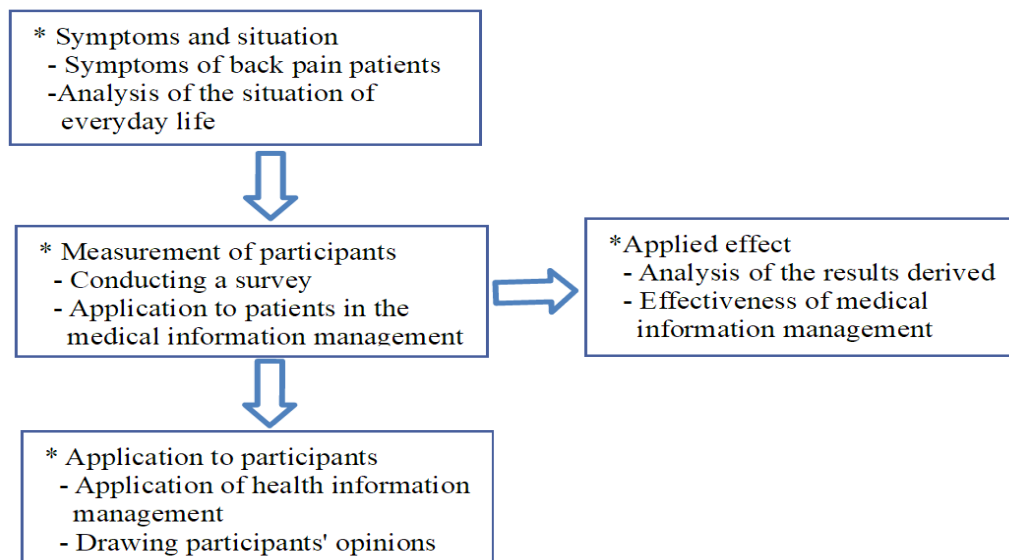 * Symptoms and situation
- Symptoms of back pain patients
-Analysis of the situation of
everyday life
* Measurement of participants
- Conducting a survey
- Application to patients in the
medical information management
*Applied effect
- Analysis of the results derived
- Effectiveness of medical
information management
* Application to participants
- Application of health information
management
- Drawing participants' opinions